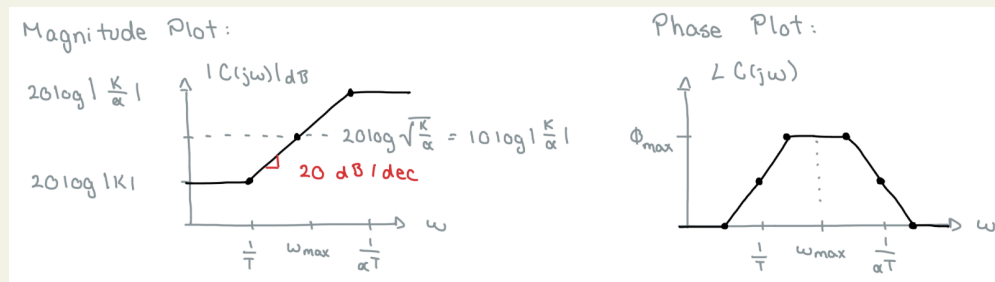 Magnitude Plot:
|C(jω)|dB
20log|K/α|
20log√K/α = 10log|K/α|
20 dB/dec
20log|K|
ω
1/T
ωmax
1/αT
Phase Plot:
∠C(jω)
Φmax
ω
1/T
ωmax
1/αT